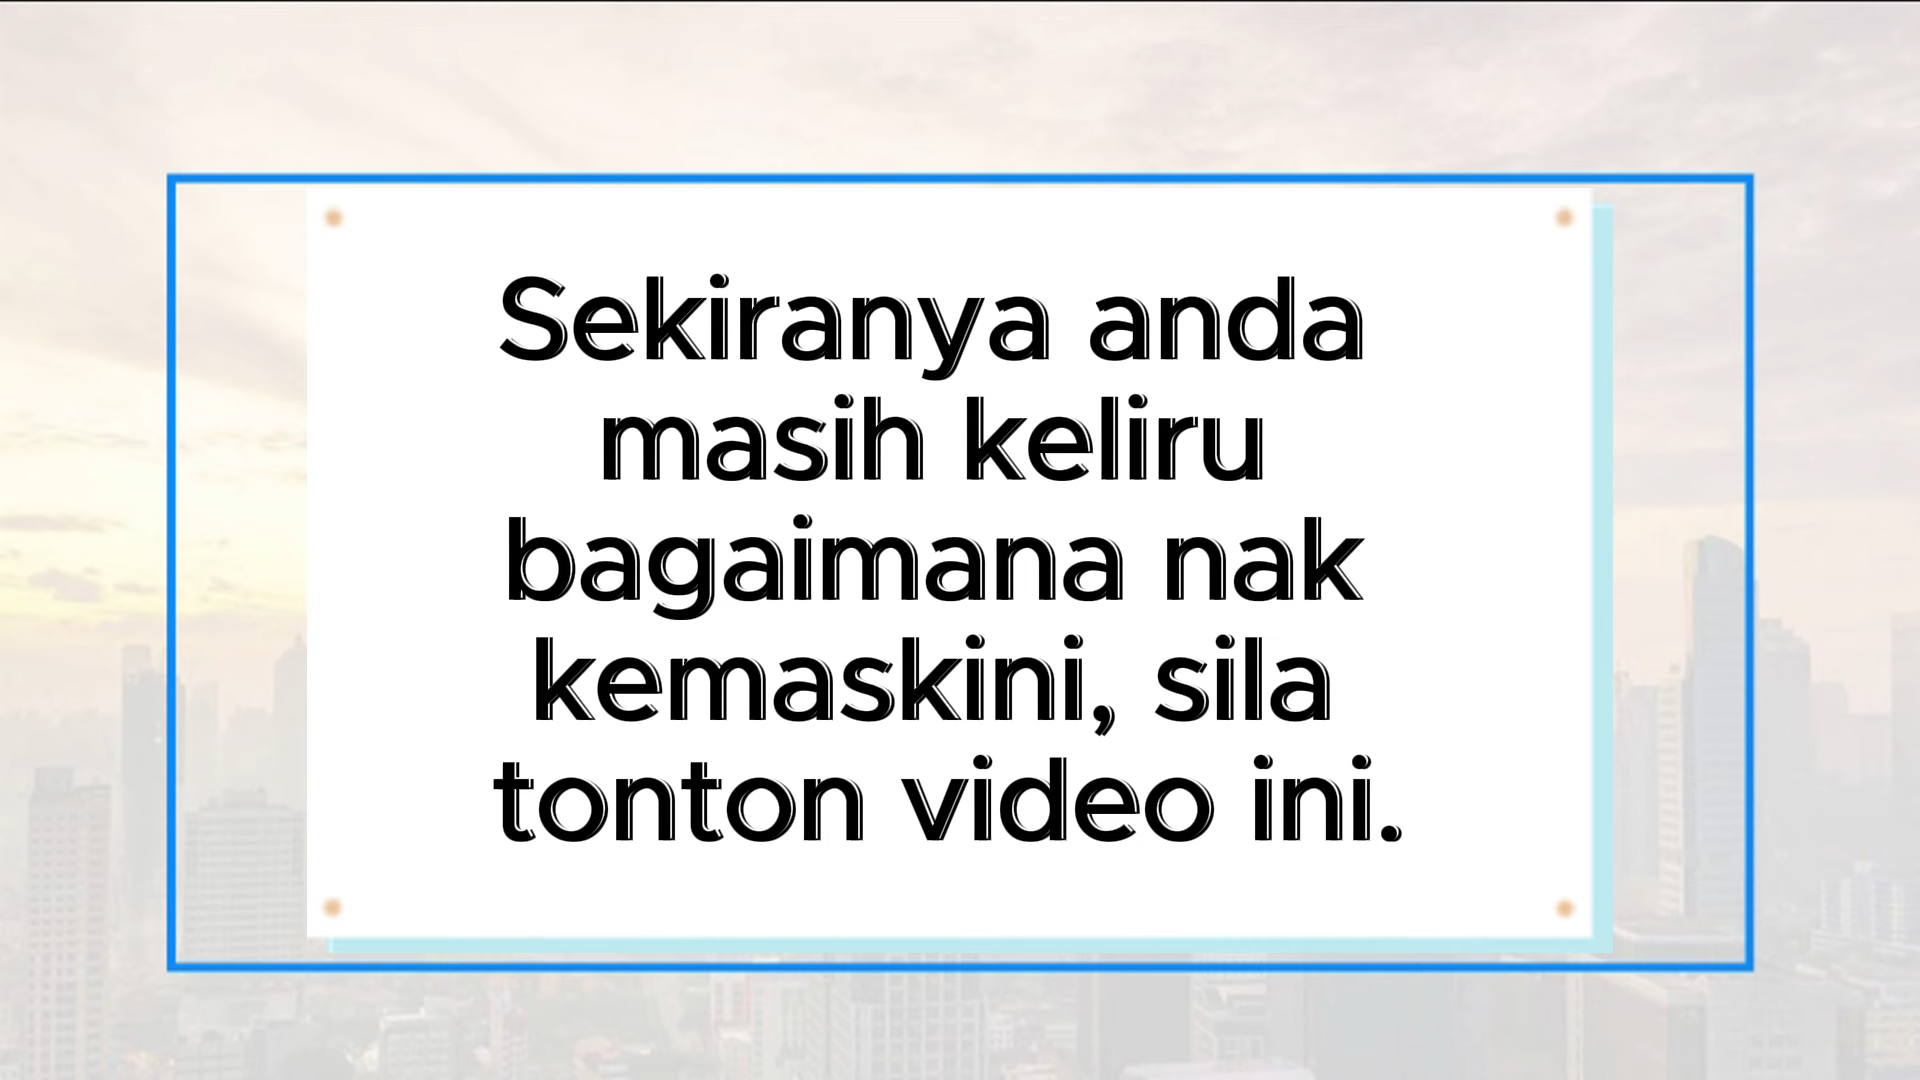 Sekiranya anda
masih keliru
bagaimana nak
kemaskini, sila
tonton video ini.